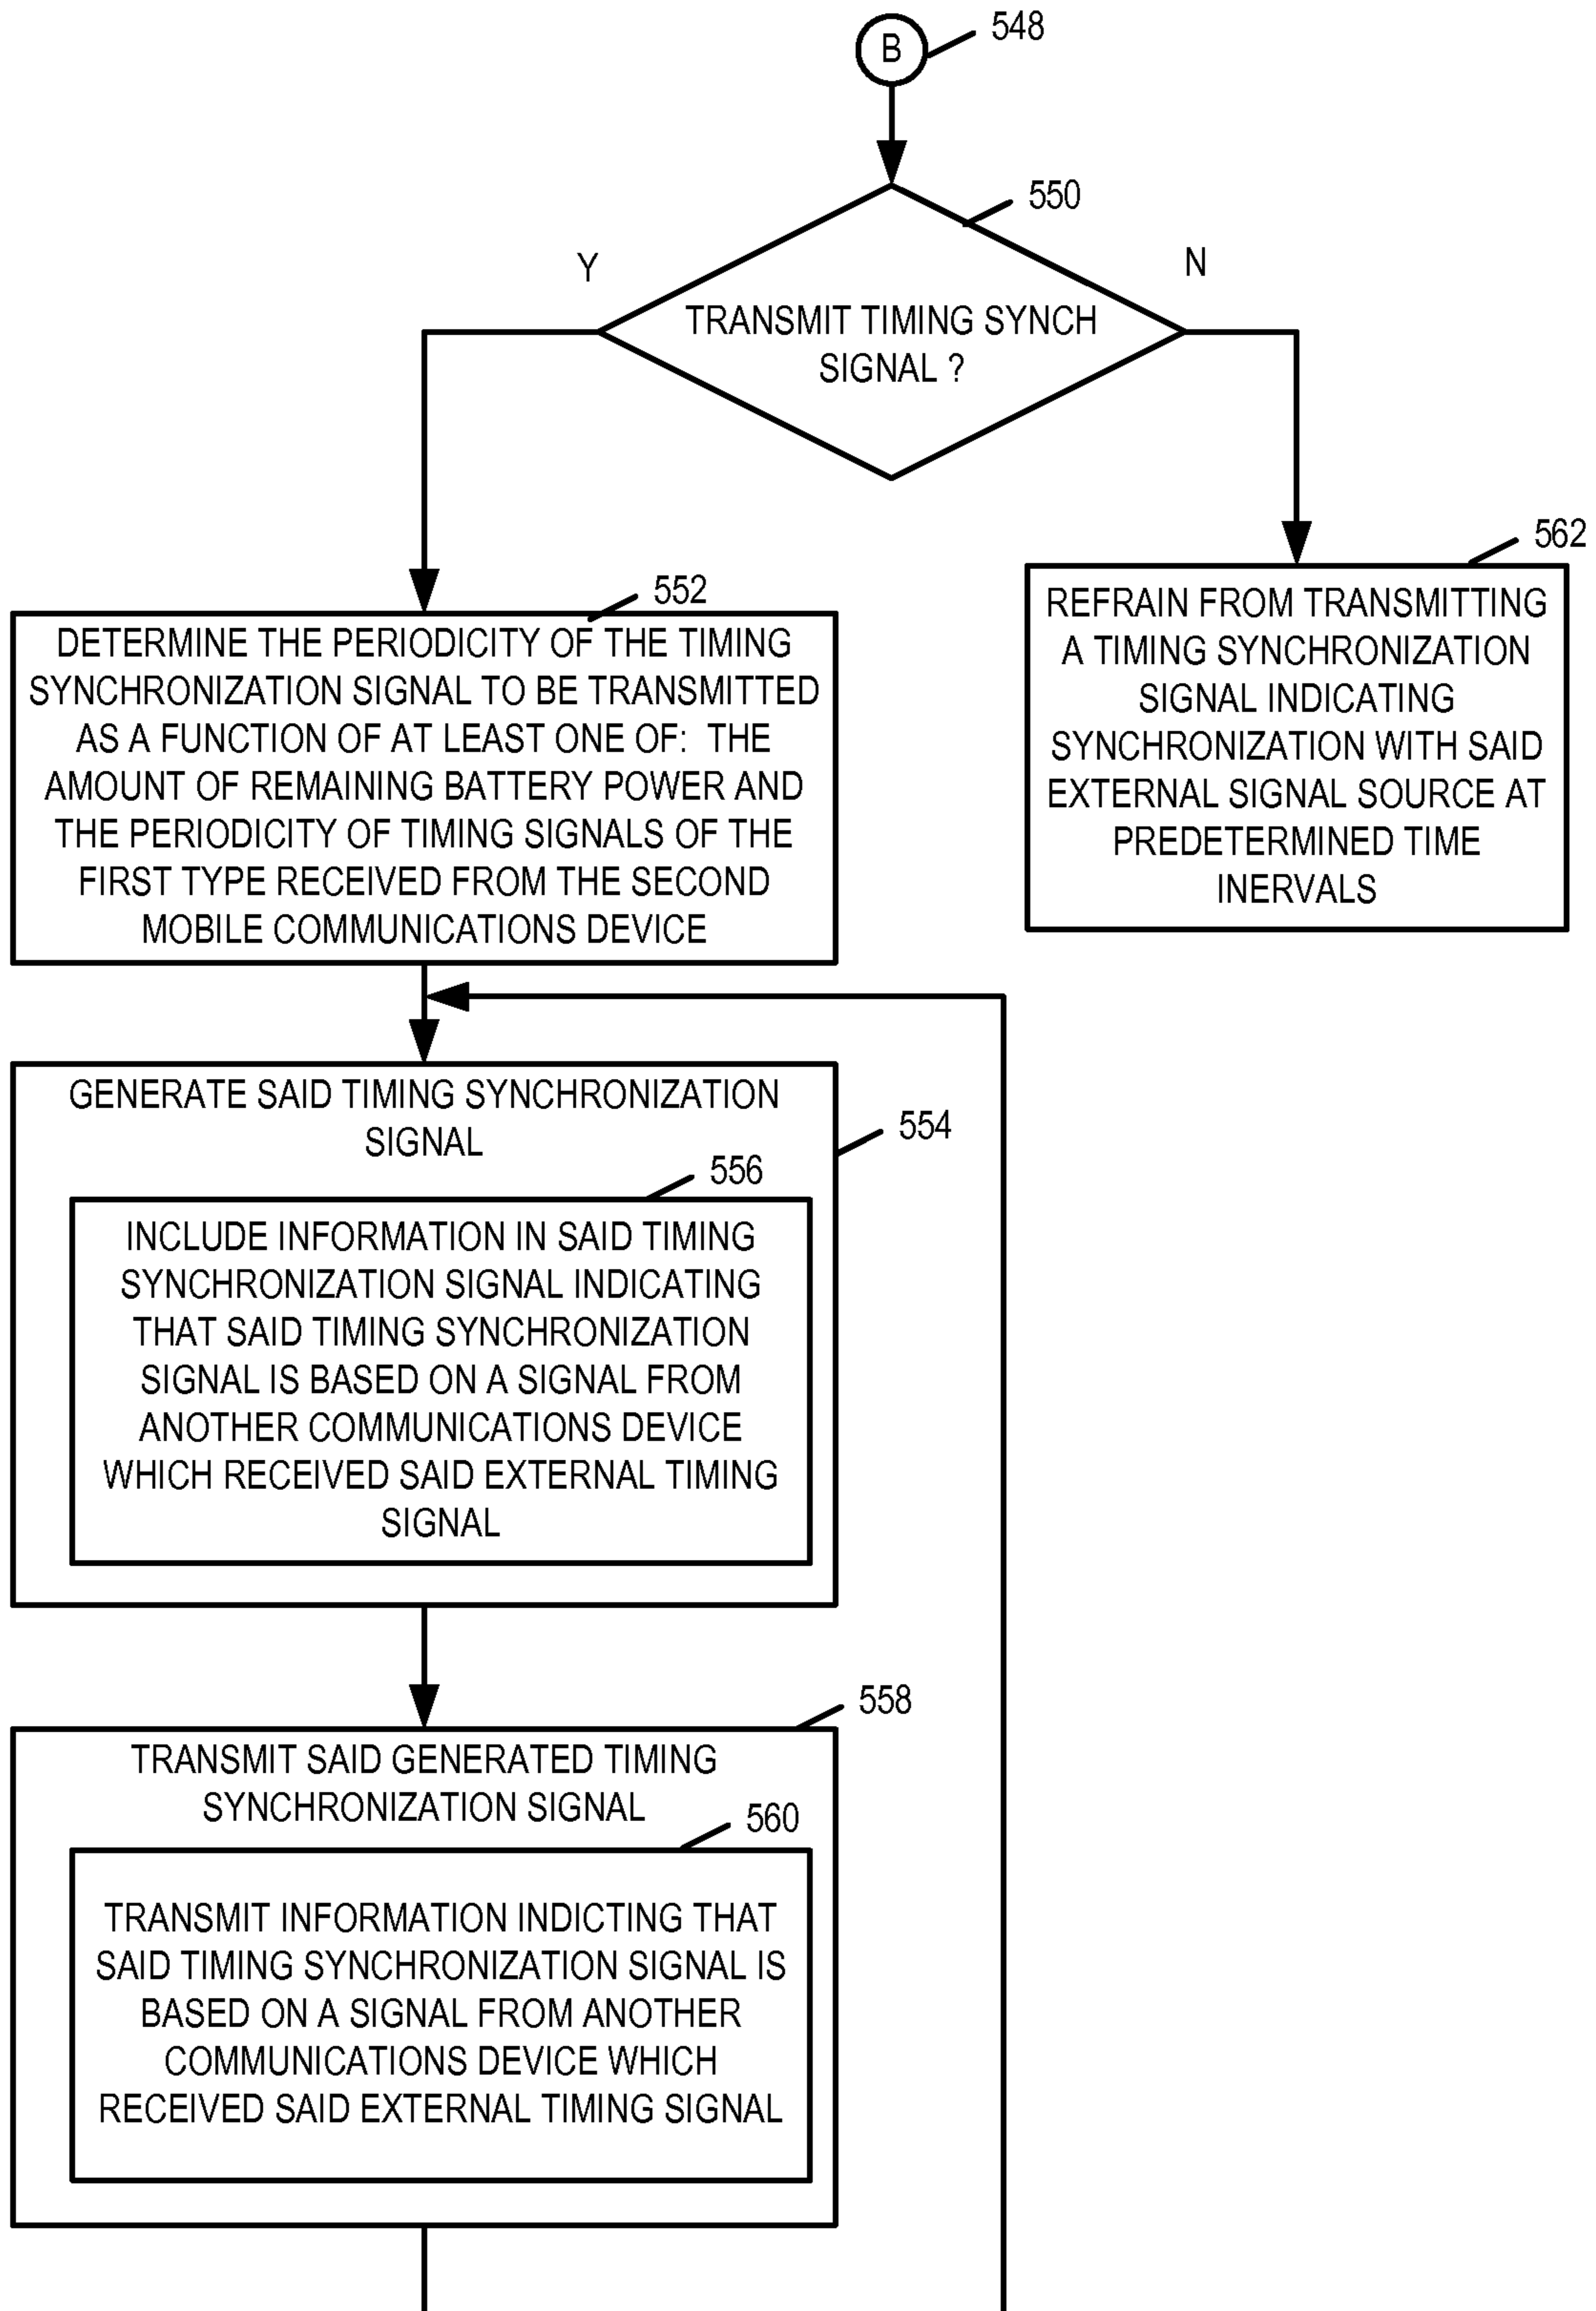 B
548
550
Y
N
TRANSMIT TIMING SYNCH
SIGNAL ?
562
REFRAIN FROM TRANSMITTING
A TIMING SYNCHRONIZATION
SIGNAL INDICATING
SYNCHRONIZATION WITH SAID
EXTERNAL SIGNAL SOURCE AT
PREDETERMINED TIME
INERVALS
552
DETERMINE THE PERIODICITY OF THE TIMING
SYNCHRONIZATION SIGNAL TO BE TRANSMITTED
AS A FUNCTION OF AT LEAST ONE OF: THE
AMOUNT OF REMAINING BATTERY POWER AND
THE PERIODICITY OF TIMING SIGNALS OF THE
FIRST TYPE RECEIVED FROM THE SECOND
MOBILE COMMUNICATIONS DEVICE
GENERATE SAID TIMING SYNCHRONIZATION
SIGNAL
554
556
INCLUDE INFORMATION IN SAID TIMING
SYNCHRONIZATION SIGNAL INDICATING
THAT SAID TIMING SYNCHRONIZATION
SIGNAL IS BASED ON A SIGNAL FROM
ANOTHER COMMUNICATIONS DEVICE
WHICH RECEIVED SAID EXTERNAL TIMING
SIGNAL
558
TRANSMIT SAID GENERATED TIMING
SYNCHRONIZATION SIGNAL
560
TRANSMIT INFORMATION INDICTING THAT
SAID TIMING SYNCHRONIZATION SIGNAL IS
BASED ON A SIGNAL FROM ANOTHER
COMMUNICATIONS DEVICE WHICH
RECEIVED SAID EXTERNAL TIMING SIGNAL